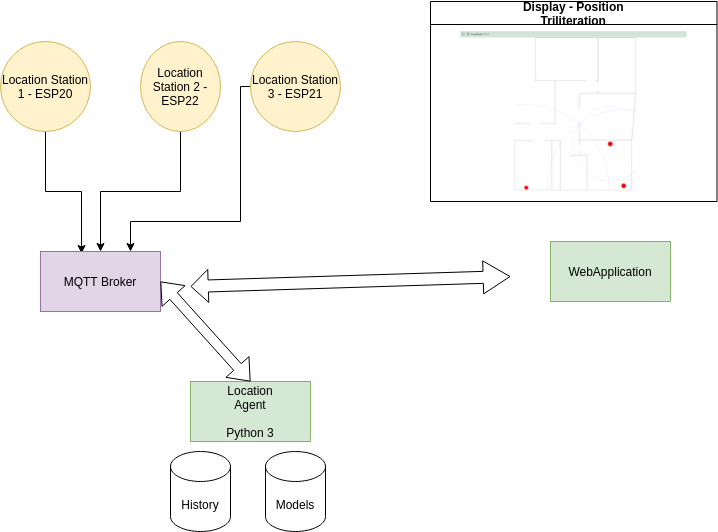 Display - Position
Triliteration
Location Station
1 - ESP20
Location
Station 2 -
ESP22
Location Station
3 - ESP21
MQTT Broker
WebApplication
Location
Agent
Python 3
History
Models